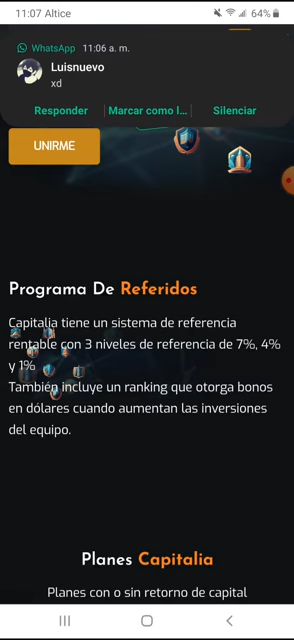 11:07 Altice
64%
WhatsApp 11:06 a. m.
Luisnuevo
xd
Responder
Marcar como l...
Silenciar
UNIRME
Programa De Referidos
Capitalia tiene un sistema de referencia
rentable con 3 niveles de referencia de 7%, 4%
y 1%
También incluye un ranking que otorga bonos
en dólares cuando aumentan las inversiones
del equipo.
Planes Capitalia
Planes con o sin retorno de capital